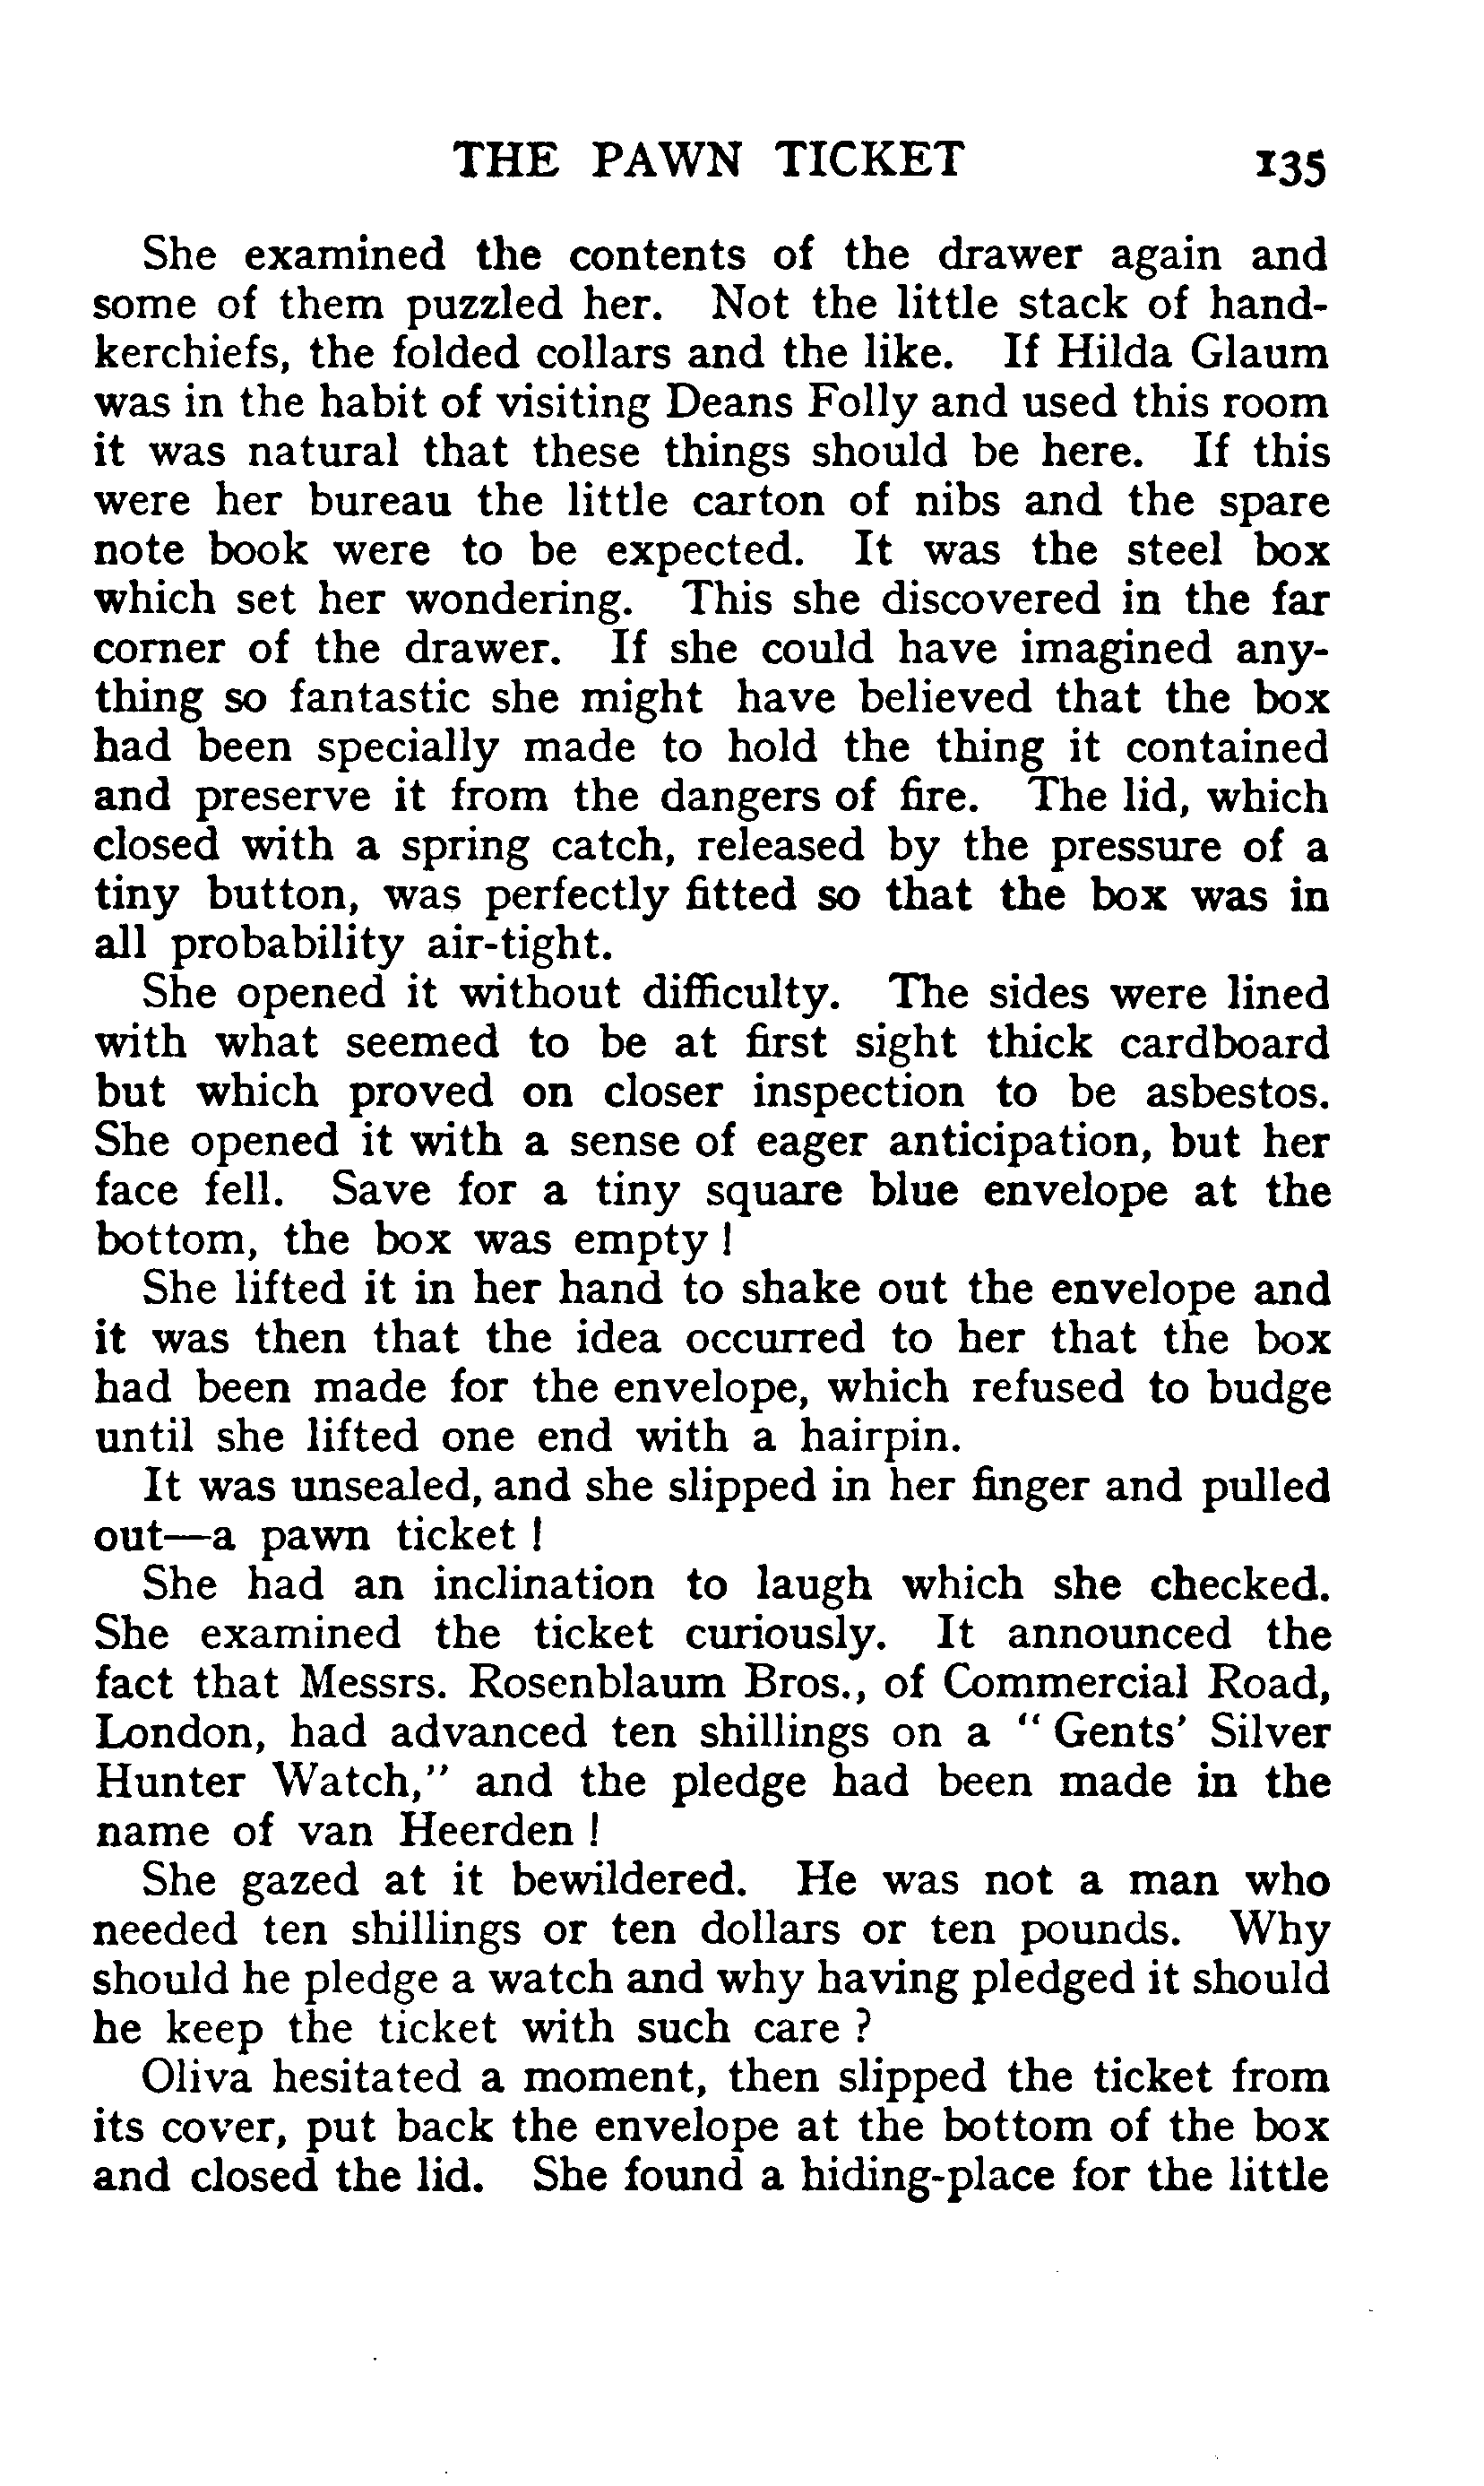 THE PAWN TICKET 135
She examined the contents of the drawer again and
some of them puzzled her. Not the little stack of hand-
kerchiefs, the folded collars and the like. If Hilda Glaum
was in the habit of visiting Deans Folly and used this room
it was natural that these things should be here. If this
were her bureau the little carton of nibs and the spare
note book were to be expected. It was the steel box
which set her wondering. This she discovered in the far
corner of the drawer. If she could have imagined any-
thing so fantastic she might have believed that the box
had been specially made to hold the thing it contained
and preserve it from the dangers of fire. The lid, which
closed with a spring catch, released by the pressure of a
tiny button, was perfectly fitted so that the box was in
all probability air-tight.
She opened it without difficulty. The sides were lined
with what seemed to be at first sight thick cardboard
but which proved on closer inspection to be asbestos.
She opened it with a sense of eager anticipation, but her
face fell. Save for a tiny square blue envelope at the
bottom, the box was empty !
She lifted it in her hand to shake out the envelope and
it was then that the idea occurred to her that the box
had been made for the envelope, which refused to budge
until she lifted one end with a hairpin.
It was unsealed, and she slipped in her finger and pulled
out—a pawn ticket !
She had an inclination to laugh which she checked.
She examined the ticket curiously. It announced the
fact that Messrs. Rosenblaum Bros., of Commercial Road,
London, had advanced ten shillings on a " Gents' Silver
Hunter Watch," and the pledge had been made in the
name of van Heerden !
She gazed at it bewildered. He was not a man who
needed ten shillings or ten dollars or ten pounds. Why
should he pledge a watch and why having pledged it should
he keep the ticket with such care ?
Oliva hesitated a moment, then slipped the ticket from
its cover, put back the envelope at the bottom of the box
and closed the lid. She found a hiding-place for the little